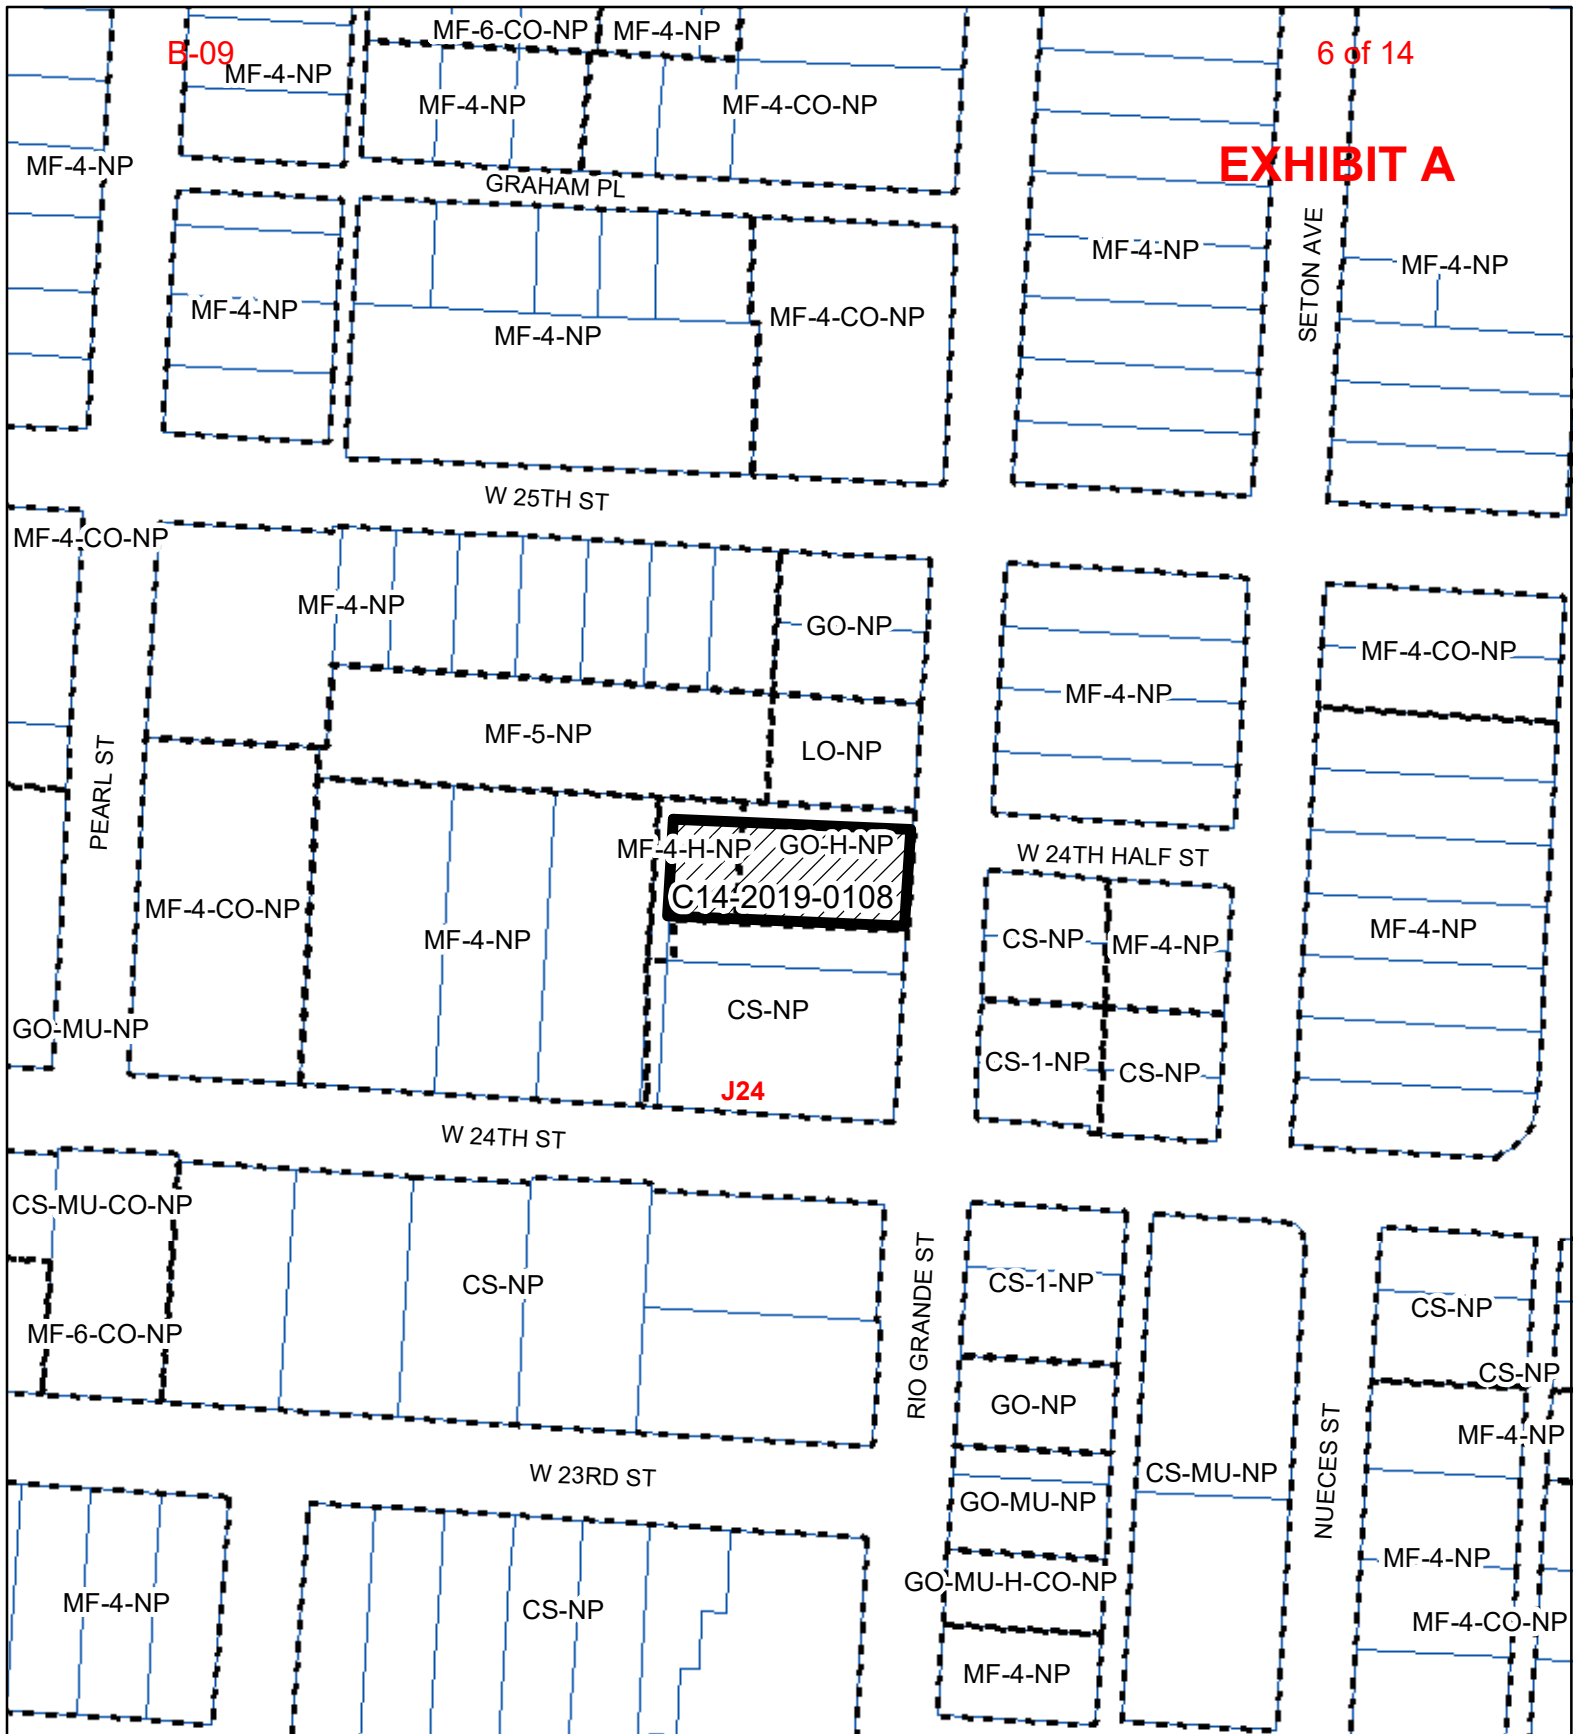 MF-6-CO-NP
MF-4-NP
B-09
6 of 14
MF-4-NP
MF-4-NP
MF-4-CO-NP
EXHIBIT A
MF-4-NP
GRAHAM PL
SETON AVE
MF-4-NP
MF-4-NP
MF-4-NP
MF-4-CO-NP
MF-4-NP
W 25TH ST
MF-4-CO-NP
MF-4-NP
GO-NP
MF-4-CO-NP
MF-4-NP
MF-5-NP
LO-NP
PEARL ST
MF-4-H-NP
GO-H-NP
W 24TH HALF ST
C14-2019-0108
MF-4-CO-NP
MF-4-NP
CS-NP
MF-4-NP
MF-4-NP
CS-NP
GO-MU-NP
CS-1-NP
CS-NP
J24
W 24TH ST
CS-MU-CO-NP
CS-NP
CS-1-NP
CS-NP
RIO GRANDE ST
MF-6-CO-NP
CS-NP
GO-NP
MF-4-NP
W 23RD ST
CS-MU-NP
NUECES ST
GO-MU-NP
MF-4-NP
GO-MU-H-CO-NP
MF-4-NP
CS-NP
MF-4-CO-NP
MF-4-NP